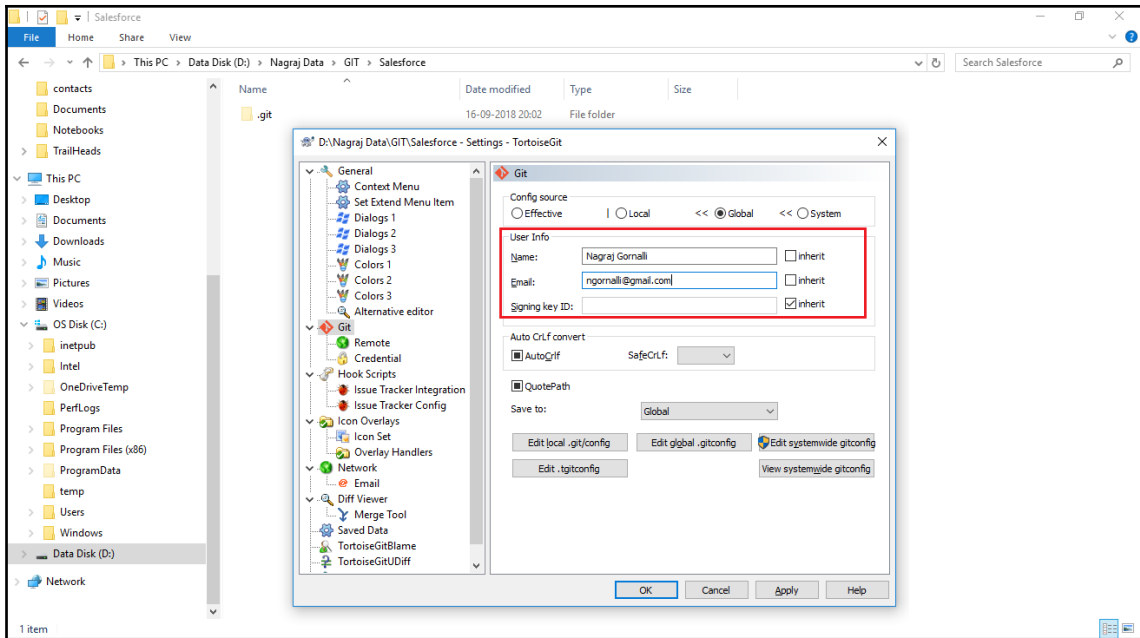 Salesforce
File Home Share View
This PC > Data Disk (D:) > Nagraj Data > GIT > Salesforce
Search Salesforce
contacts
Documents
Notebooks
TrailHeads
This PC
Desktop
Documents
Downloads
Music
Pictures
Videos
OS Disk (C:)
inetpub
Intel
OneDriveTemp
PerfLogs
Program Files
Program Files (x86)
ProgramData
temp
Users
Windows
Data Disk (D:)
Network
1 item
Name Date modified Type Size
.git 16-09-2018 20:02 File folder
D:\Nagraj Data\GIT\Salesforce - Settings - TortoiseGit
General
Context Menu
Set Extend Menu Item
Dialogs 1
Dialogs 2
Dialogs 3
Colors 1
Colors 2
Colors 3
Alternative editor
Git
Remote
Credential
Hook Scripts
Issue Tracker Integration
Issue Tracker Config
Icon Overlays
Icon Set
Overlay Handlers
Network
Email
Diff Viewer
Merge Tool
Saved Data
TortoiseGitBlame
TortoiseGitUDiff
Git
Config source
Effective | Local << Global << System
User Info
Name: Nagraj Gornalli inherit
Email: ngornalli@gmail.com inherit
Signing key ID: inherit
Auto CrLf convert
AutoCrlf SafeCrLf:
QuotePath
Save to: Global
Edit local .git/config Edit global .gitconfig Edit systemwide gitconfig
Edit .tgitconfig View systemwide gitconfig
OK Cancel Apply Help